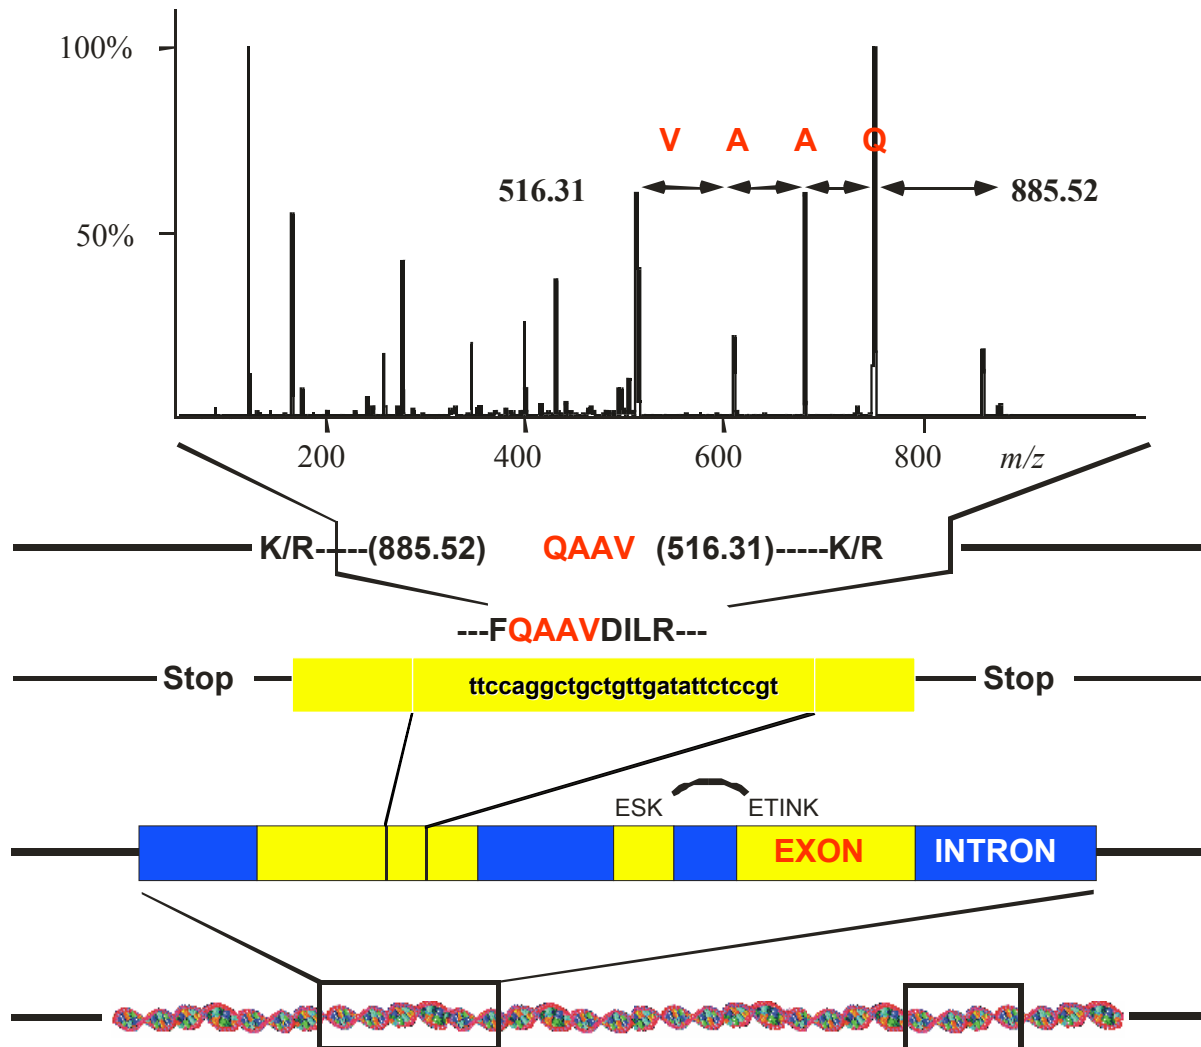 100%
V A A Q
516.31 885.52
50%
200 400 600 800 m/z
K/R-----(885.52) QAAV (516.31)-----K/R
---FQAAVDILR---
Stop ttccaggctgctgttgatattctccgt Stop
ESK ETINK
EXON INTRON